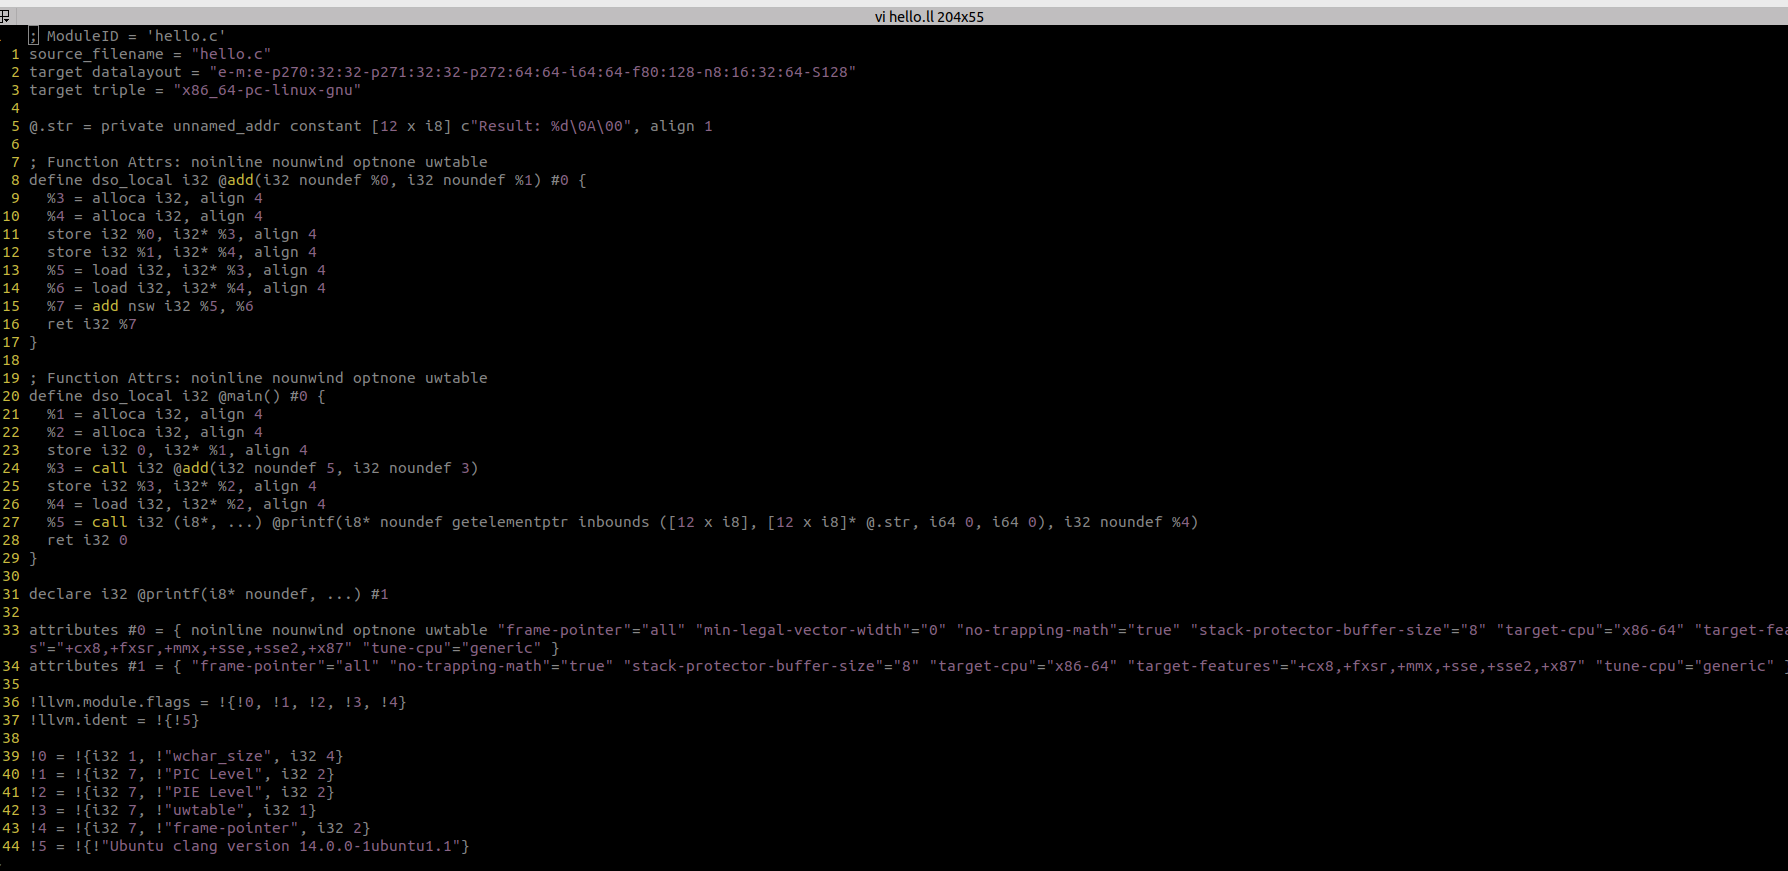 vi hello.ll 204x55
; ModuleID = 'hello.c'
1 source_filename = "hello.c"
2 target datalayout = "e-m:e-p270:32:32-p271:32:32-p272:64:64-i64:64-f80:128-n8:16:32:64-S128"
3 target triple = "x86_64-pc-linux-gnu"
4
5 @.str = private unnamed_addr constant [12 x i8] c"Result: %d\0A\00", align 1
6
7 ; Function Attrs: noinline nounwind optnone uwtable
8 define dso_local i32 @add(i32 noundef %0, i32 noundef %1) #0 {
9   %3 = alloca i32, align 4
10   %4 = alloca i32, align 4
11   store i32 %0, i32* %3, align 4
12   store i32 %1, i32* %4, align 4
13   %5 = load i32, i32* %3, align 4
14   %6 = load i32, i32* %4, align 4
15   %7 = add nsw i32 %5, %6
16   ret i32 %7
17 }
18
19 ; Function Attrs: noinline nounwind optnone uwtable
20 define dso_local i32 @main() #0 {
21   %1 = alloca i32, align 4
22   %2 = alloca i32, align 4
23   store i32 0, i32* %1, align 4
24   %3 = call i32 @add(i32 noundef 5, i32 noundef 3)
25   store i32 %3, i32* %2, align 4
26   %4 = load i32, i32* %2, align 4
27   %5 = call i32 (i8*, ...) @printf(i8* noundef getelementptr inbounds ([12 x i8], [12 x i8]* @.str, i64 0, i64 0), i32 noundef %4)
28   ret i32 0
29 }
30
31 declare i32 @printf(i8* noundef, ...) #1
32
33 attributes #0 = { noinline nounwind optnone uwtable "frame-pointer"="all" "min-legal-vector-width"="0" "no-trapping-math"="true" "stack-protector-buffer-size"="8" "target-cpu"="x86-64" "target-fea
s"="+cx8,+fxsr,+mmx,+sse,+sse2,+x87" "tune-cpu"="generic" }
34 attributes #1 = { "frame-pointer"="all" "no-trapping-math"="true" "stack-protector-buffer-size"="8" "target-cpu"="x86-64" "target-features"="+cx8,+fxsr,+mmx,+sse,+sse2,+x87" "tune-cpu"="generic" }
35
36 !llvm.module.flags = !{!0, !1, !2, !3, !4}
37 !llvm.ident = !{!5}
38
39 !0 = !{i32 1, !"wchar_size", i32 4}
40 !1 = !{i32 7, !"PIC Level", i32 2}
41 !2 = !{i32 7, !"PIE Level", i32 2}
42 !3 = !{i32 7, !"uwtable", i32 1}
43 !4 = !{i32 7, !"frame-pointer", i32 2}
44 !5 = !{!"Ubuntu clang version 14.0.0-1ubuntu1.1"}